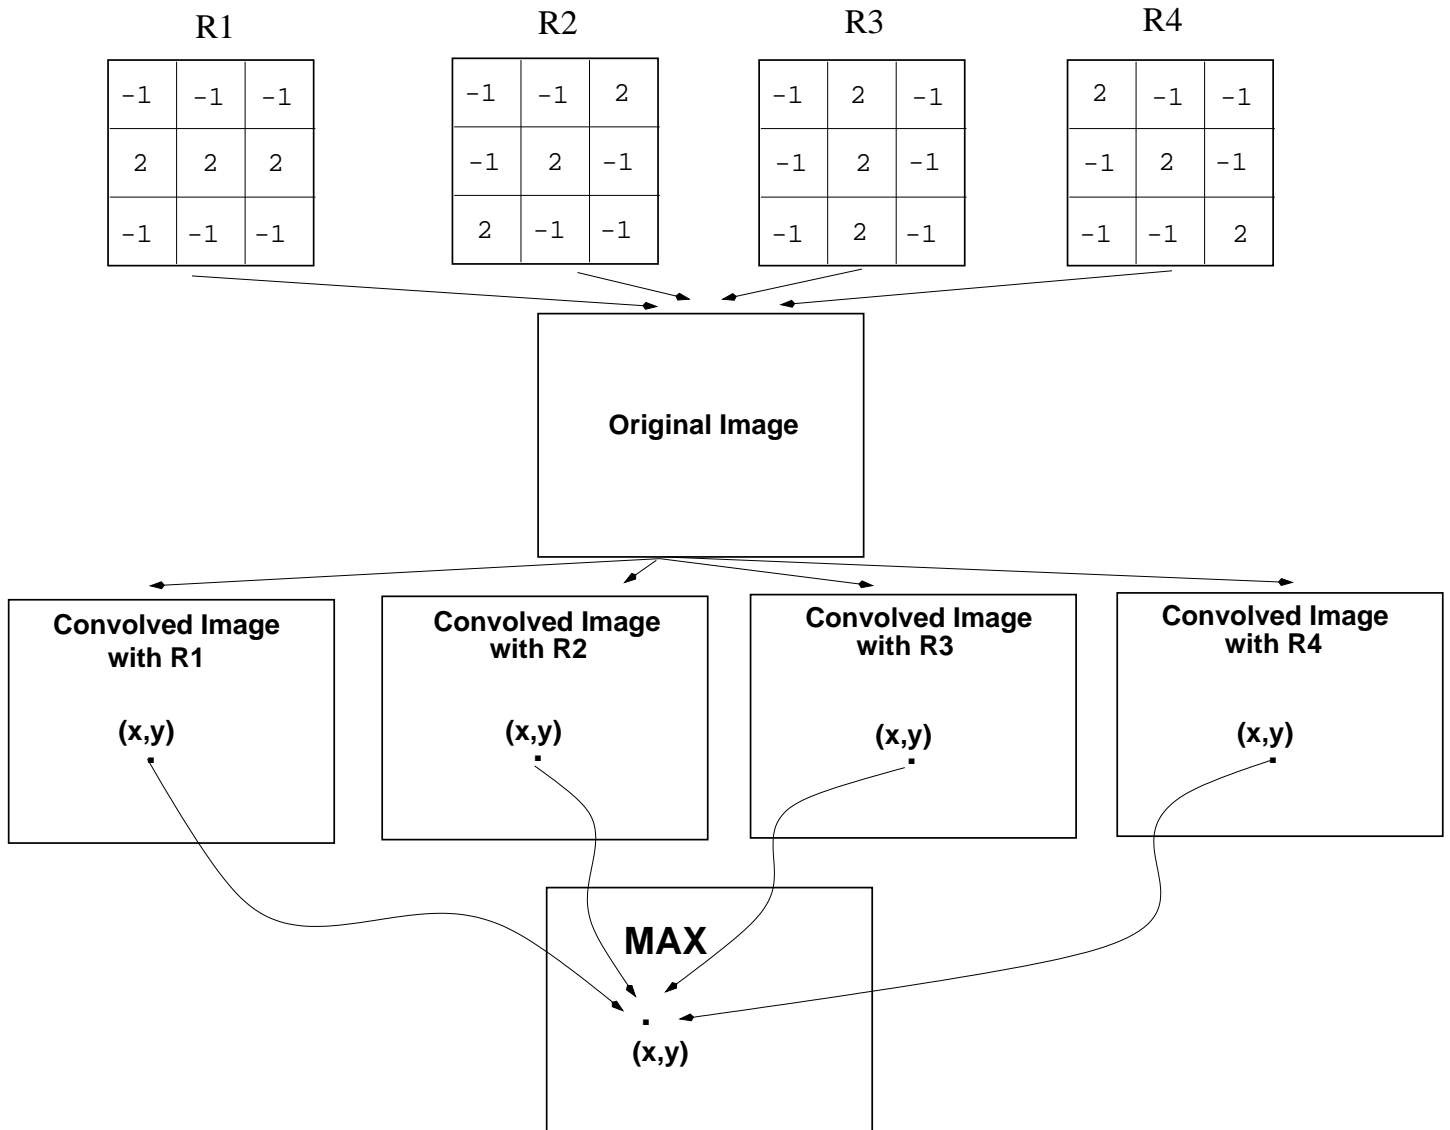 R1 R2 R3 R4
-1 -1 -1 -1 -1 2 -1 2 -1 2 -1 -1
2 2 2 -1 2 -1 -1 2 -1 -1 2 -1
-1 -1 -1 2 -1 -1 -1 2 -1 -1 -1 2
Original Image
Convolved Image
with R1
(x,y)
Convolved Image
with R2
(x,y)
Convolved Image
with R3
(x,y)
Convolved Image
with R4
(x,y)
MAX
(x,y)